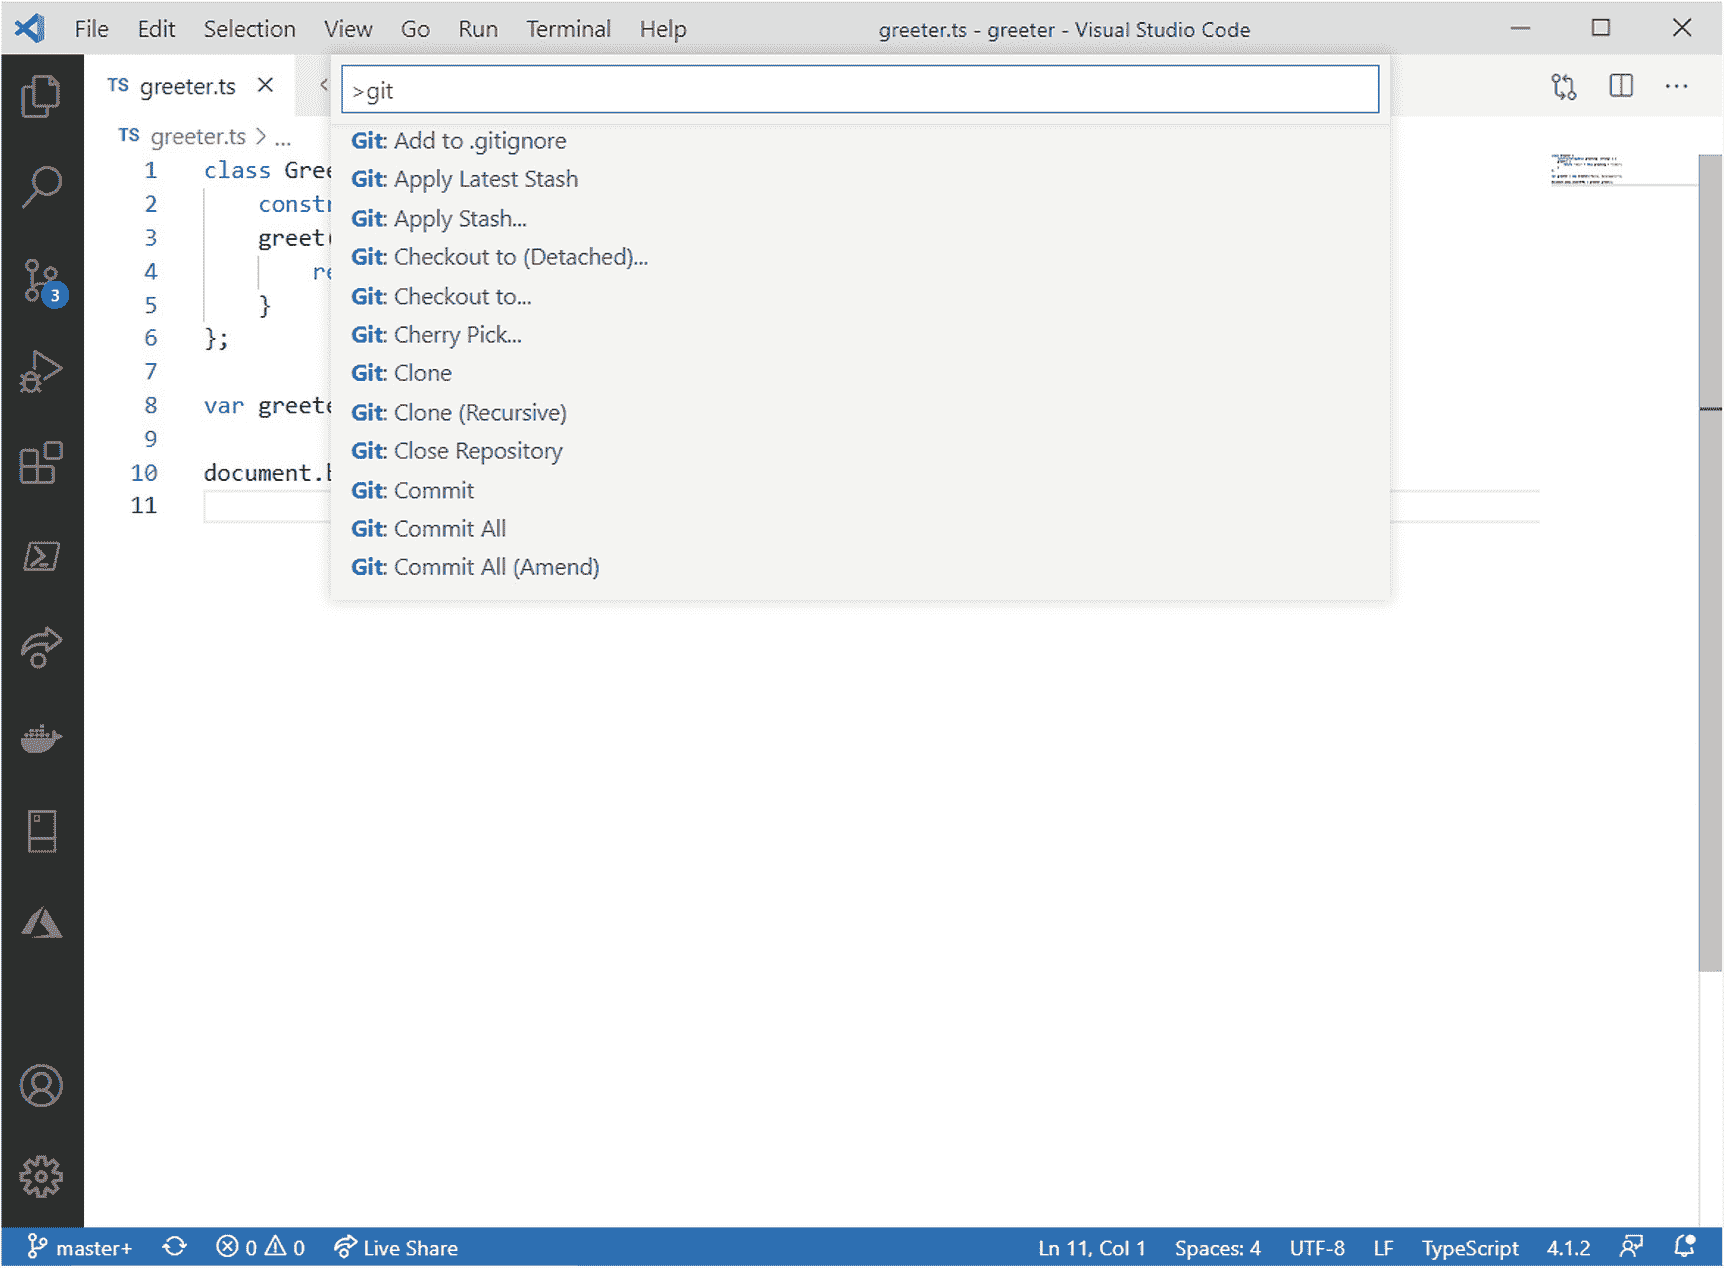 File Edit Selection View Go Run Terminal Help greeter.ts - greeter - Visual Studio Code
TS greeter.ts
>git
TS greeter.ts > ...
Git: Add to .gitignore
Git: Apply Latest Stash
Git: Apply Stash...
Git: Checkout to (Detached)...
Git: Checkout to...
Git: Cherry Pick...
Git: Clone
Git: Clone (Recursive)
Git: Close Repository
Git: Commit
Git: Commit All
Git: Commit All (Amend)
1 class Gree
2 constr
3 greet(
4 re
5 }
6 };
7
8 var greete
9
10 document.b
11
3
master+ 0 0 Live Share Ln 11, Col 1 Spaces: 4 UTF-8 LF TypeScript 4.1.2